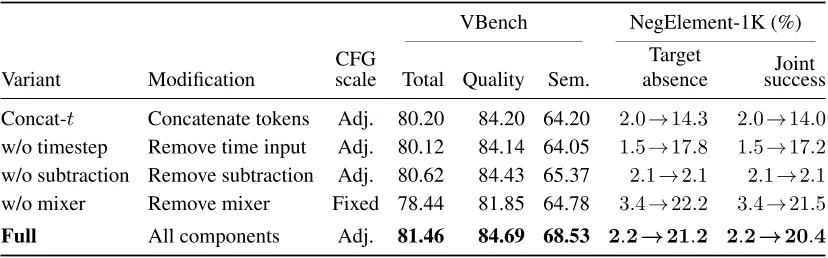 VBench NegElement-1K (%)
CFG Target Joint
Variant Modification scale Total Quality Sem. absence success
Concat-t Concatenate tokens Adj. 80.20 84.20 64.20 2.0→14.3 2.0→14.0
w/o timestep Remove time input Adj. 80.12 84.14 64.05 1.5→17.8 1.5→17.2
w/o subtraction Remove subtraction Adj. 80.62 84.43 65.37 2.1→2.1 2.1→2.1
w/o mixer Remove mixer Fixed 78.44 81.85 64.78 3.4→22.2 3.4→21.5
Full All components Adj. 81.46 84.69 68.53 2.2→21.2 2.2→20.4